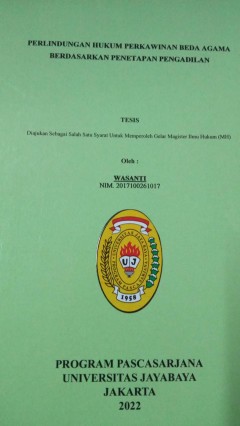 PERLINDUNGAN HUKUM PERKAWINAN BEDA AGAMA
BERDASARKAN PENETAPAN PENGADILAN
TESIS
Diajukan Sebagai Salah Satu Syarat Untuk Memperoleh Gelar Magister Ilmu Hukum (MH)
Oleh :
WASANTI
NIM. 2017100261017
UJ
1958
PROGRAM PASCASARJANA
UNIVERSITAS JAYABAYA
JAKARTA
2022